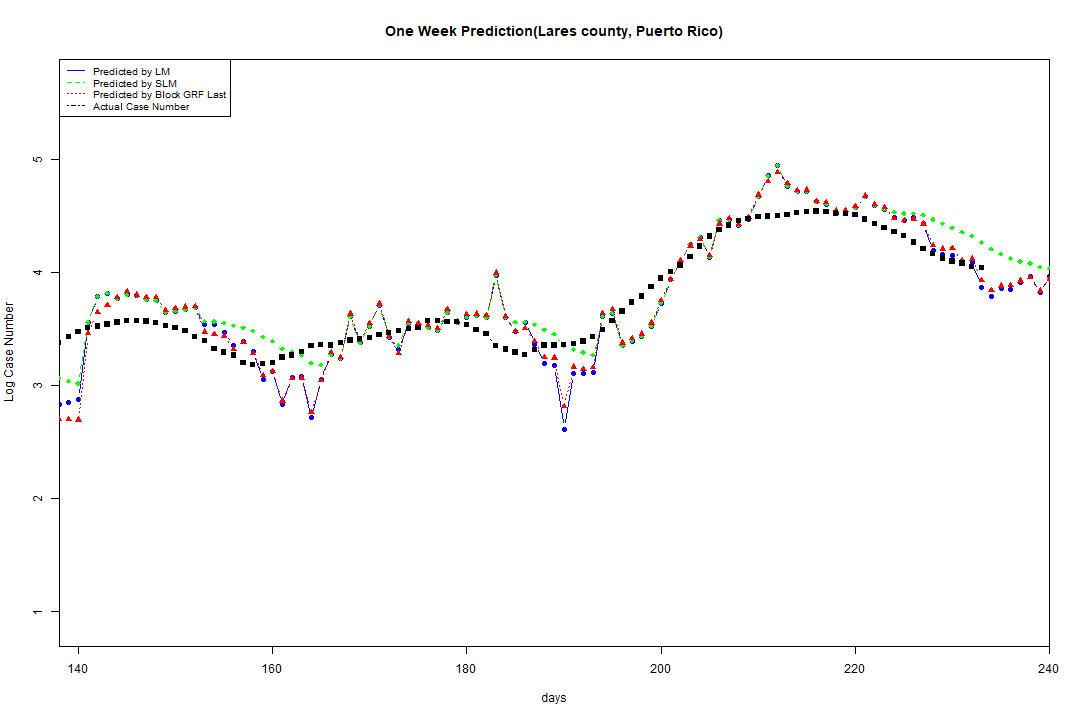 One Week Prediction(Lares county, Puerto Rico)
Predicted by LM
Predicted by SLM
Predicted by Block GRF Last
Actual Case Number
5
4
3
2
1
Log Case Number
140 160 180 200 220 240
days